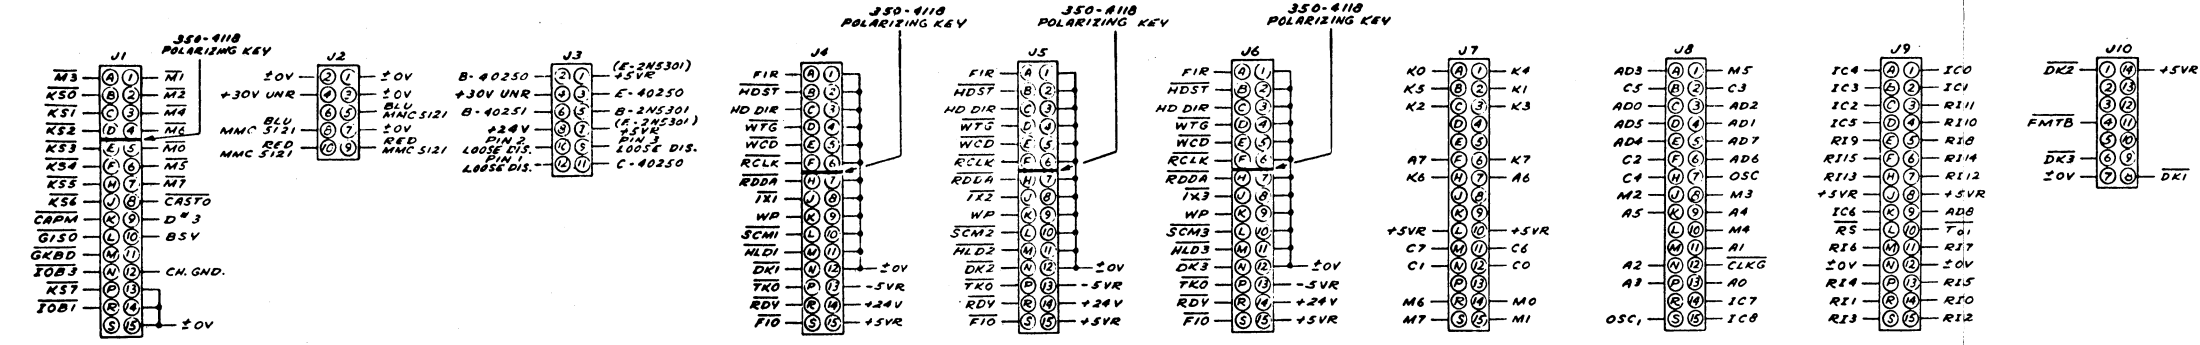 350-4118
POLARIZING KEY
J1
M3 A 1 M1
KS0 B 2 M2
KS1 C 3 M4
KS2 D 4 M6
KS3 E 5 M0
KS4 F 6 M5
KS5 H 7 M7
KS6 J 8 CASTO
CAPM K 9 D#3
GISO L 10 BSY
GKBD M 11
IOB3 N 12 CH. GND.
KS7 P 13
IOB1 R 14
S 15 ±0V
J2
±0V 2 1 ±0V
+30V UNR 4 3 ±0V
6 5 BLU MMC 5121
BLU MMC 5121 8 7 ±0V
RED MMC 5121 10 9 RED MMC 5121
J3
B-40250 2 1 (E-2N5301) +5VR
+30V UNR 4 3 E-40250
B-40251 6 5 B-2N5301
+24V 8 7 (E-2N5301) +5VR
PIN 2 LOOSE DIS. 10 9 PIN 3 LOOSE DIS.
PIN 1 LOOSE DIS. 12 11 C-40250
350-4118
POLARIZING KEY
J4
FIR A 1
HDST B 2
HD DIR C 3
WTG D 4
WCD E 5
RCLK F 6
RDDA H 7
IX1 J 8
WP K 9
SCM1 L 10
HLD1 M 11
DK1 N 12 ±0V
TKO P 13 -5VR
RDY R 14 +24V
FIO S 15 +5VR
350-4118
POLARIZING KEY
J5
FIR A 1
HDST B 2
HD DIR C 3
WTG D 4
WCD E 5
RCLK F 6
RDDA H 7
IX2 J 8
WP K 9
SCM2 L 10
HLD2 M 11
DK2 N 12 ±0V
TKO P 13 -5VR
RDY R 14 +24V
FIO S 15 +5VR
350-4118
POLARIZING KEY
J6
FIR A 1
HDST B 2
HD DIR C 3
WTG D 4
WCD E 5
RCLK F 6
RDDA H 7
IX3 J 8
WP K 9
SCM3 L 10
HLD3 M 11
DK3 N 12 ±0V
TKO P 13 -5VR
RDY R 14 +24V
FIO S 15 +5VR
J7
K0 A 1 K4
K5 B 2 K1
K2 C 3 K3
D 4
E 5
A7 F 6 K7
K6 H 7 A6
J 8
K 9
+5VR L 10 +5VR
C7 M 11 C6
C1 N 12 C0
P 13
M6 R 14 M0
M7 S 15 M1
J8
AD3 A 1 M5
C5 B 2 C3
AD0 C 3 AD2
AD5 D 4 AD1
AD4 E 5 AD7
C2 F 6 AD6
C4 H 7 OSC
M2 J 8 M3
A5 K 9 A4
L 10 M4
M 11 A1
A2 N 12 CLKG
A3 P 13 A0
R 14 IC7
OSC1 S 15 IC8
J9
IC4 A 1 IC0
IC3 B 2 IC1
IC2 C 3 RI11
IC5 D 4 RI10
RI9 E 5 RI8
RI15 F 6 RI14
RI13 H 7 RI12
+5VR J 8 +5VR
IC6 K 9 AD8
RS L 10 T01
RI6 M 11 RI7
±0V N 12 ±0V
RI4 P 13 RI5
RI1 R 14 RI0
RI3 S 15 RI2
J10
DK2 1 14 +5VR
2 13
3 12
FMTB 4 11
5 10
DK3 6 9
±0V 7 8 DK1